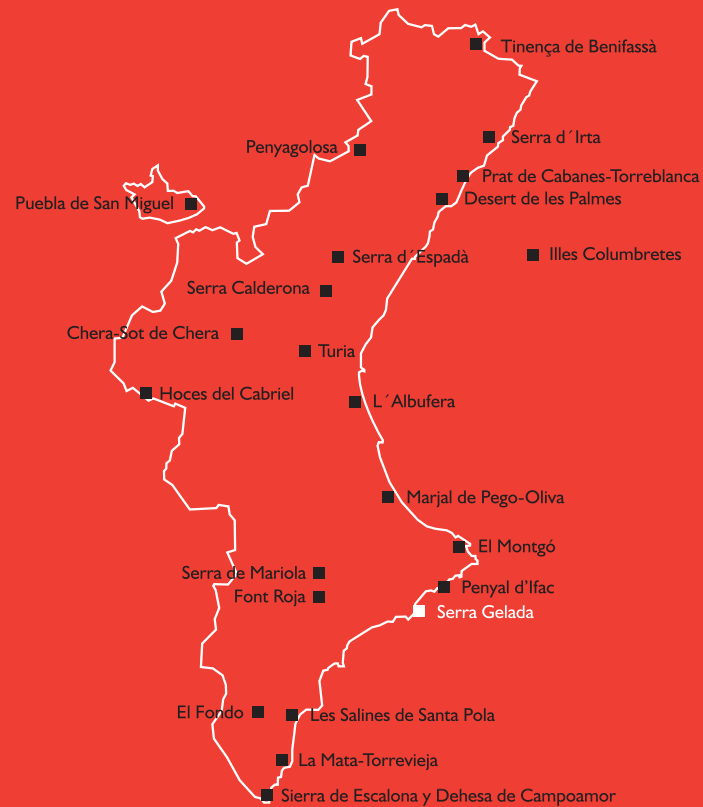 Tinença de Benifassà
Serra d´Irta
Penyagolosa
Prat de Cabanes-Torreblanca
Desert de les Palmes
Puebla de San Miguel
Illes Columbretes
Serra d´Espadà
Serra Calderona
Chera-Sot de Chera
Turia
Hoces del Cabriel
L´Albufera
Marjal de Pego-Oliva
El Montgó
Serra de Mariola
Penyal d'Ifac
Font Roja
Serra Gelada
El Fondo
Les Salines de Santa Pola
La Mata-Torrevieja
Sierra de Escalona y Dehesa de Campoamor